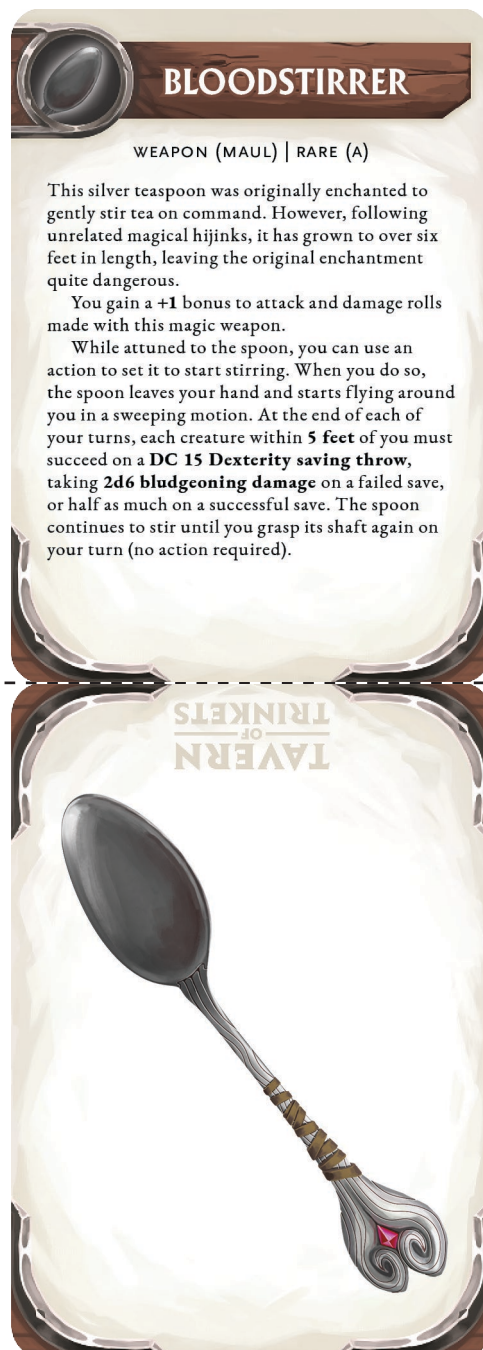 BLOODSTIRRER
WEAPON (MAUL) | RARE (A)
This silver teaspoon was originally enchanted to
gently stir tea on command. However, following
unrelated magical hijinks, it has grown to over six
feet in length, leaving the original enchantment
quite dangerous.
You gain a +1 bonus to attack and damage rolls
made with this magic weapon.
While attuned to the spoon, you can use an
action to set it to start stirring. When you do so,
the spoon leaves your hand and starts flying around
you in a sweeping motion. At the end of each of
your turns, each creature within 5 feet of you must
succeed on a DC 15 Dexterity saving throw,
taking 2d6 bludgeoning damage on a failed save,
or half as much on a successful save. The spoon
continues to stir until you grasp its shaft again on
your turn (no action required).
TAVERN
OF
TRINKETS